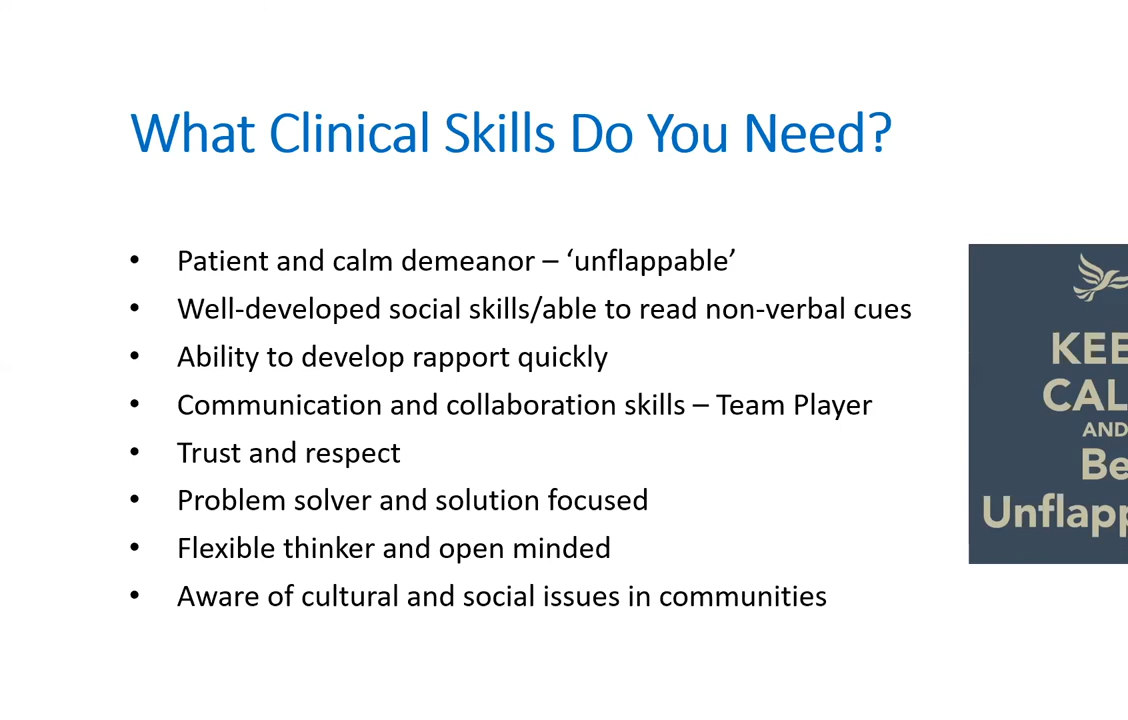 What Clinical Skills Do You Need?
• Patient and calm demeanor – ‘unflappable’
• Well-developed social skills/able to read non-verbal cues
• Ability to develop rapport quickly
• Communication and collaboration skills – Team Player
• Trust and respect
• Problem solver and solution focused
• Flexible thinker and open minded
• Aware of cultural and social issues in communities
AND